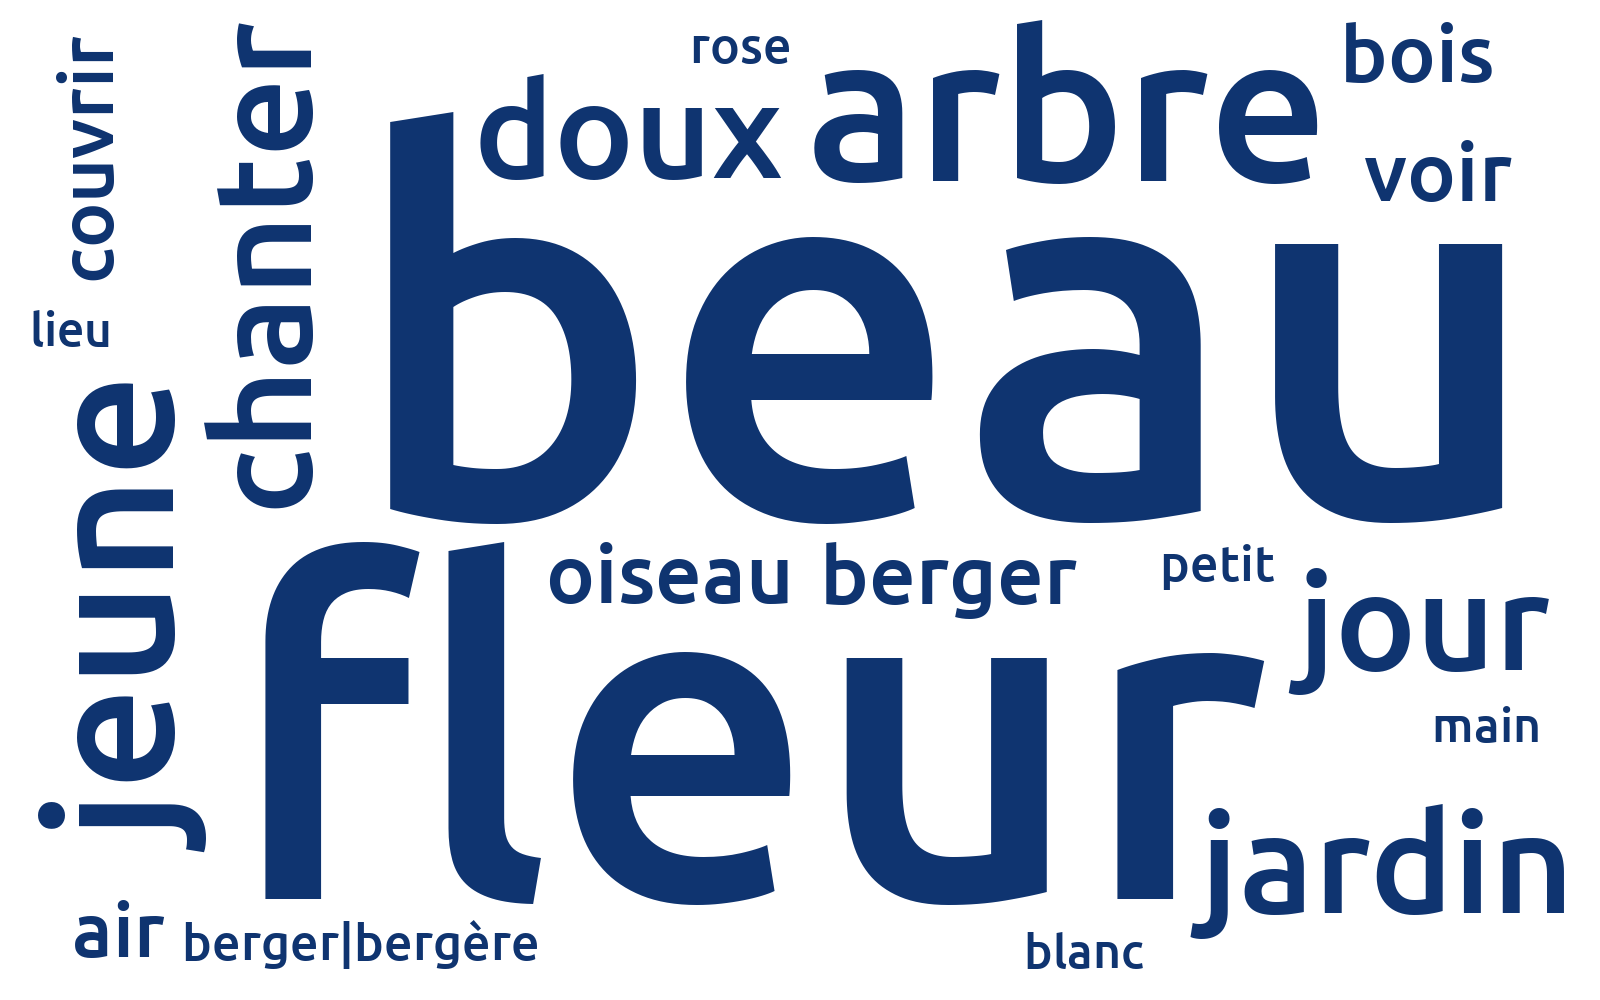 rose
bois
arbre
doux
couvrir
chanter
voir
beau
lieu
jeune
oiseau
berger
petit
jour
fleur
main
jardin
air
berger|bergère
blanc